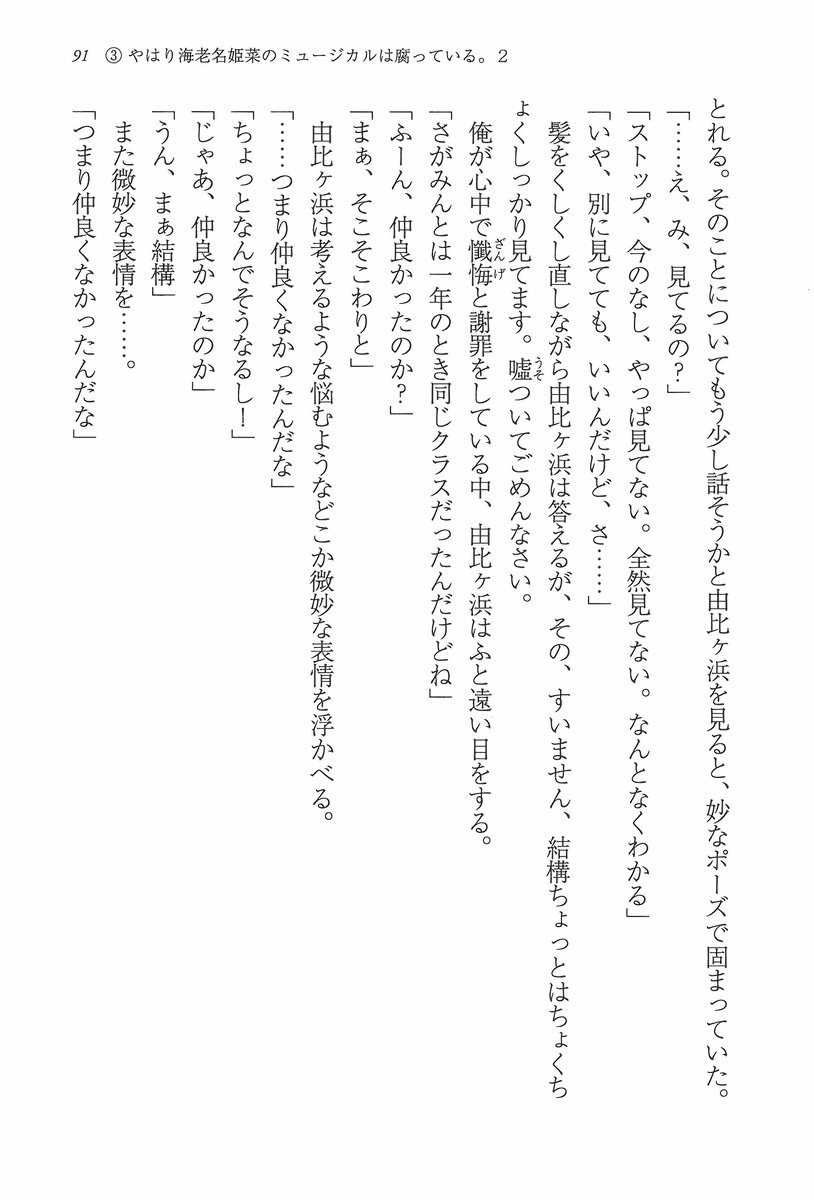 91　③ やはり海老名姫菜のミュージカルは腐っている。2
とれる。そのことについてもう少し話そうかと由比ヶ浜を見ると、妙なポーズで固まっていた。
「……え、み、見てるの？」
「ストップ、今のなし、やっぱ見てない。全然見てない。なんとなくわかる」
「いや、別に見てても、いいんだけど、さ……」
　髪をくしくし直しながら由比ヶ浜は答えるが、その、すいません、結構ちょっとはちょくち
ょくしっかり見てます。嘘うそついてごめんなさい。
　俺が心中で懺悔ざんげと謝罪をしている中、由比ヶ浜はふと遠い目をする。
「さがみんとは一年のとき同じクラスだったんだけどね」
「ふーん、仲良かったのか？」
「まぁ、そこそこわりと」
　由比ヶ浜は考えるような悩むようなどこか微妙な表情を浮かべる。
「……つまり仲良くなかったんだな」
「ちょっとなんでそうなるし！」
「じゃあ、仲良かったのか」
「うん、まぁ結構」
　また微妙な表情を……。
「つまり仲良くなかったんだな」